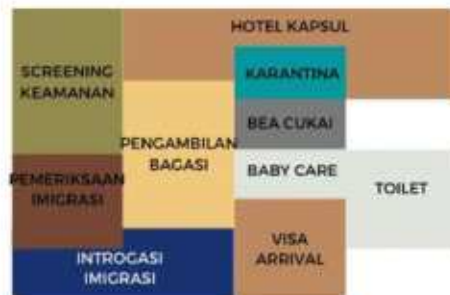 HOTEL KAPSUL
SCREENING
KEAMANAN
KARANTINA
BEA CUKAI
PENGAMBILAN
BAGASI
PEMERIKSAAN
IMIGRASI
BABY CARE
TOILET
VISA
ARRIVAL
INTROGASI
IMIGRASI